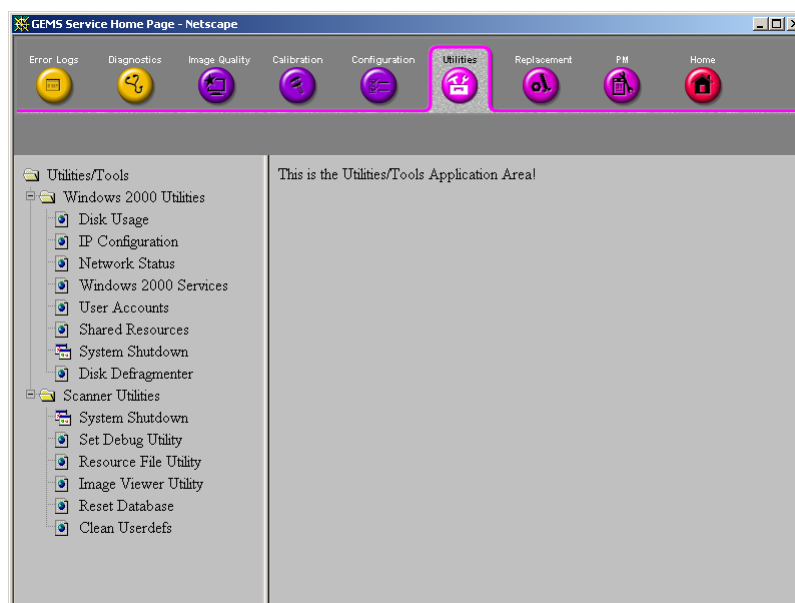 GEMS Service Home Page - Netscape
Error Logs
Diagnostics
Image Quality
Calibration
Configuration
Utilities
Replacement
PM
Home
Utilities/Tools
Windows 2000 Utilities
Disk Usage
IP Configuration
Network Status
Windows 2000 Services
User Accounts
Shared Resources
System Shutdown
Disk Defragmenter
Scanner Utilities
System Shutdown
Set Debug Utility
Resource File Utility
Image Viewer Utility
Reset Database
Clean Userdefs
This is the Utilities/Tools Application Area!